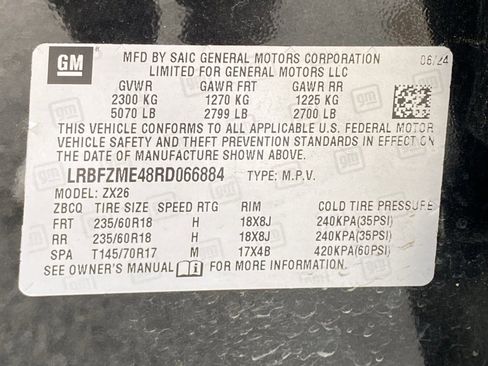 GM
MFD BY SAIC GENERAL MOTORS CORPORATION 06/24
LIMITED FOR GENERAL MOTORS LLC
GVWR GAWR FRT GAWR RR
2300 KG 1270 KG 1225 KG
5070 LB 2799 LB 2700 LB
THIS VEHICLE CONFORMS TO ALL APPLICABLE U.S. FEDERAL MOTOR
VEHICLE SAFETY AND THEFT PREVENTION STANDARDS IN EFFECT ON
THE DATE OF MANUFACTURE SHOWN ABOVE.
LRBFZME48RD066884 TYPE: M.P.V.
MODEL: ZX26
ZBCQ TIRE SIZE SPEED RTG RIM COLD TIRE PRESSURE
FRT 235/60R18 H 18X8J 240KPA(35PSI)
RR 235/60R18 H 18X8J 240KPA(35PSI)
SPA T145/70R17 M 17X4B 420KPA(60PSI)
SEE OWNER'S MANUAL FOR MORE INFORMATION.